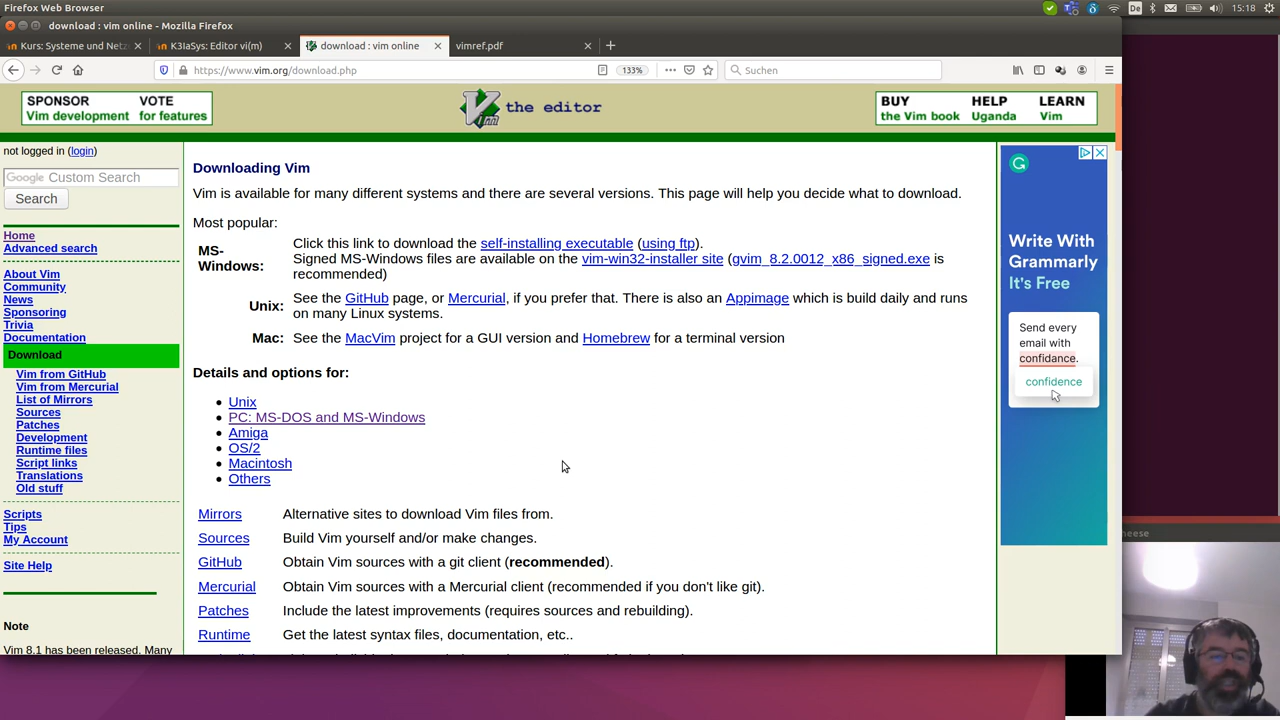 Firefox Web Browser
De
15:18
download : vim online - Mozilla Firefox
Kurs: Systeme und Netz
K3IaSys: Editor vi(m)
download : vim online
vimref.pdf
https://www.vim.org/download.php
133%
Suchen
SPONSOR
Vim development
VOTE
for features
Vim
the editor
BUY
the Vim book
HELP
Uganda
LEARN
Vim
not logged in (login)
Google Custom Search
Search
Home
Advanced search
About Vim
Community
News
Sponsoring
Trivia
Documentation
Download
Vim from GitHub
Vim from Mercurial
List of Mirrors
Sources
Patches
Development
Runtime files
Script links
Translations
Old stuff
Scripts
Tips
My Account
Site Help
Note
Vim 8.1 has been released. Many
Downloading Vim
Vim is available for many different systems and there are several versions. This page will help you decide what to download.
Most popular:
MS-
Windows:
Click this link to download the self-installing executable (using ftp).
Signed MS-Windows files are available on the vim-win32-installer site (gvim_8.2.0012_x86_signed.exe is
recommended)
Unix:
See the GitHub page, or Mercurial, if you prefer that. There is also an Appimage which is build daily and runs
on many Linux systems.
Mac: See the MacVim project for a GUI version and Homebrew for a terminal version
Details and options for:
Unix
PC: MS-DOS and MS-Windows
Amiga
OS/2
Macintosh
Others
Mirrors Alternative sites to download Vim files from.
Sources Build Vim yourself and/or make changes.
GitHub Obtain Vim sources with a git client (recommended).
Mercurial Obtain Vim sources with a Mercurial client (recommended if you don't like git).
Patches Include the latest improvements (requires sources and rebuilding).
Runtime Get the latest syntax files, documentation, etc..
Write With
Grammarly
It's Free
Send every
email with
confidance.
confidence
heese